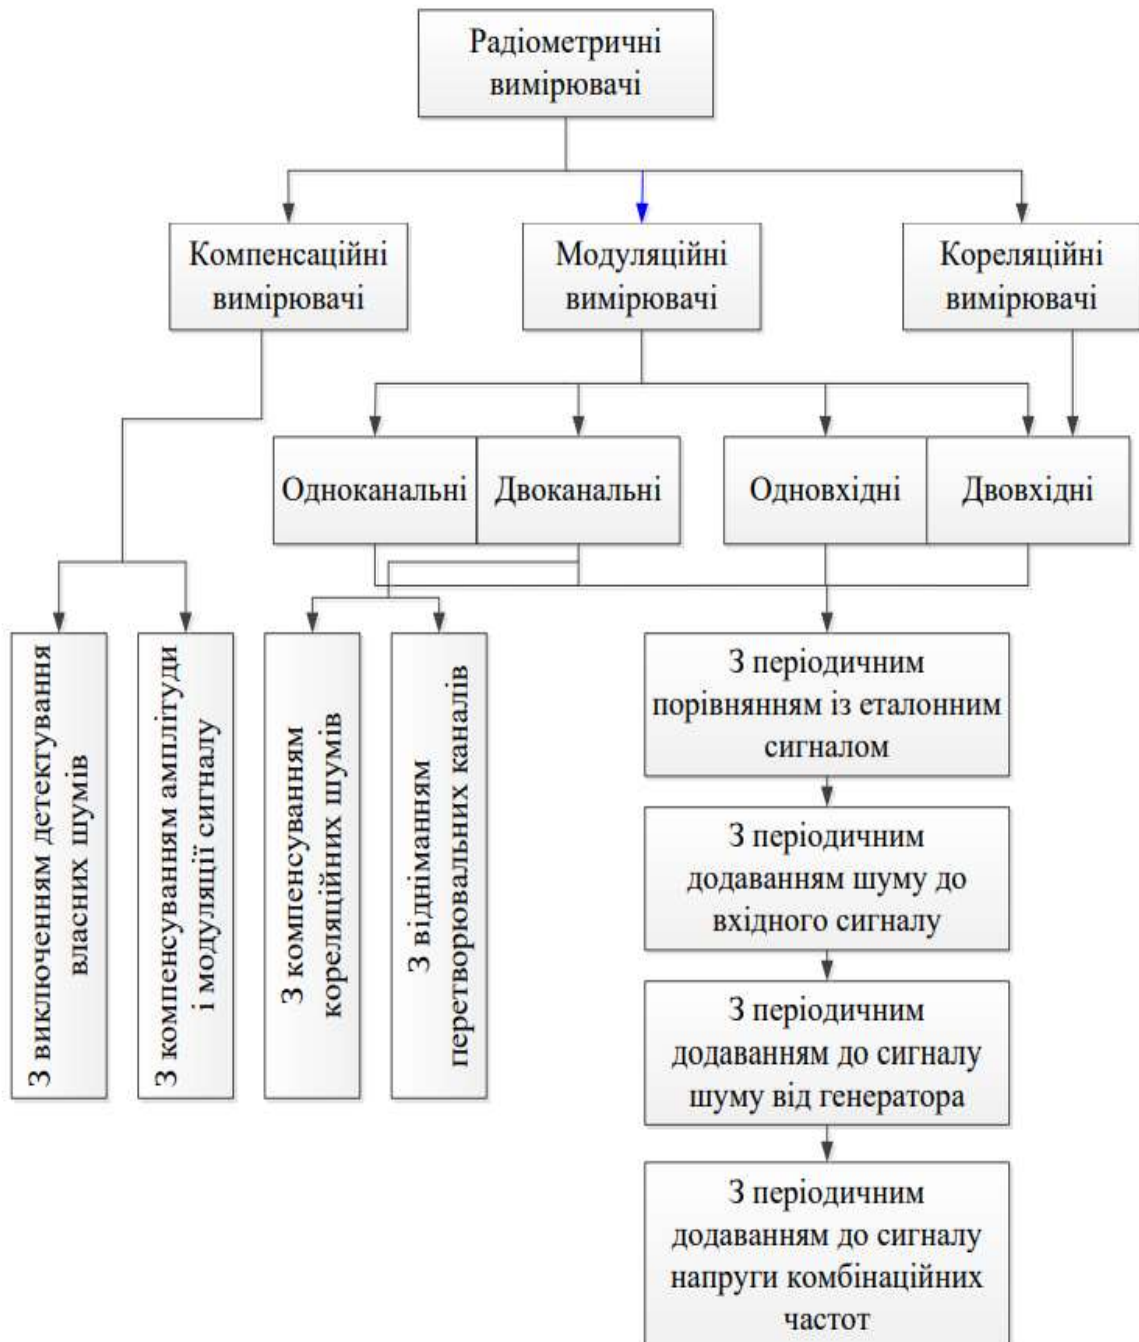 Радіометричні
вимірювачі
Компенсаційні
вимірювачі
Модуляційні
вимірювачі
Кореляційні
вимірювачі
Одноканальні
Двоканальні
Одновхідні
Двовхідні
З виключенням детектування
власних шумів
З компенсуванням амплітуди
і модуляції сигналу
З компенсуванням
кореляційних шумів
З відніманням
перетворювальних каналів
З періодичним
порівнянням із еталонним
сигналом
З періодичним
додаванням шуму до
вхідного сигналу
З періодичним
додаванням до сигналу
шуму від генератора
З періодичним
додаванням до сигналу
напруги комбінаційних
частот